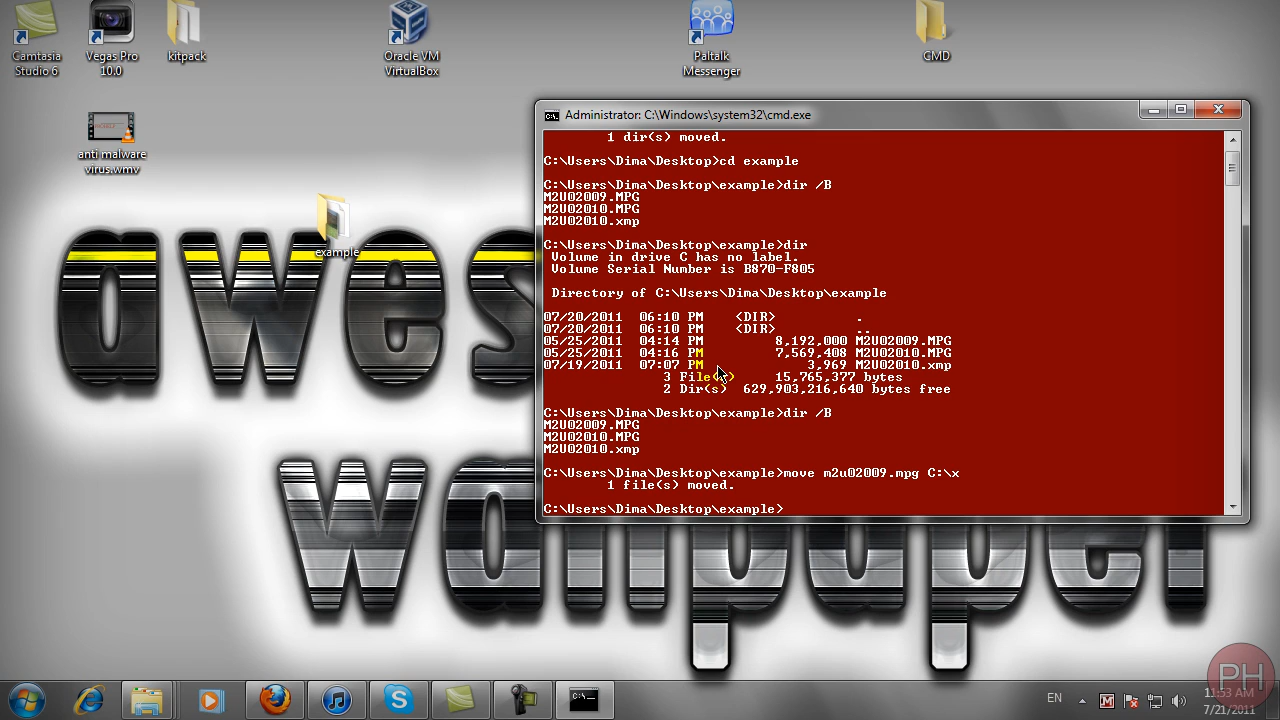 Camtasia Studio 6
Vegas Pro 10.0
kitpack
Oracle VM VirtualBox
Paltalk Messenger
CMD
anti malware virus.wmv
example
awes
wallpaper
Administrator: C:\Windows\system32\cmd.exe
1 dir(s) moved.
C:\Users\Dima\Desktop>cd example
C:\Users\Dima\Desktop\example>dir /B
M2U02009.MPG
M2U02010.MPG
M2U02010.xmp
C:\Users\Dima\Desktop\example>dir
Volume in drive C has no label.
Volume Serial Number is B870-F805
Directory of C:\Users\Dima\Desktop\example
07/20/2011  06:10 PM    <DIR>          .
07/20/2011  06:10 PM    <DIR>          ..
05/25/2011  04:14 PM         8,192,000 M2U02009.MPG
05/25/2011  04:16 PM         7,569,408 M2U02010.MPG
07/19/2011  07:07 PM             3,969 M2U02010.xmp
3 File(s)     15,765,377 bytes
2 Dir(s)  629,903,216,640 bytes free
C:\Users\Dima\Desktop\example>dir /B
M2U02009.MPG
M2U02010.MPG
M2U02010.xmp
C:\Users\Dima\Desktop\example>move m2u02009.mpg C:\x
1 file(s) moved.
C:\Users\Dima\Desktop\example>
EN
PH
11:53 AM
7/21/2011